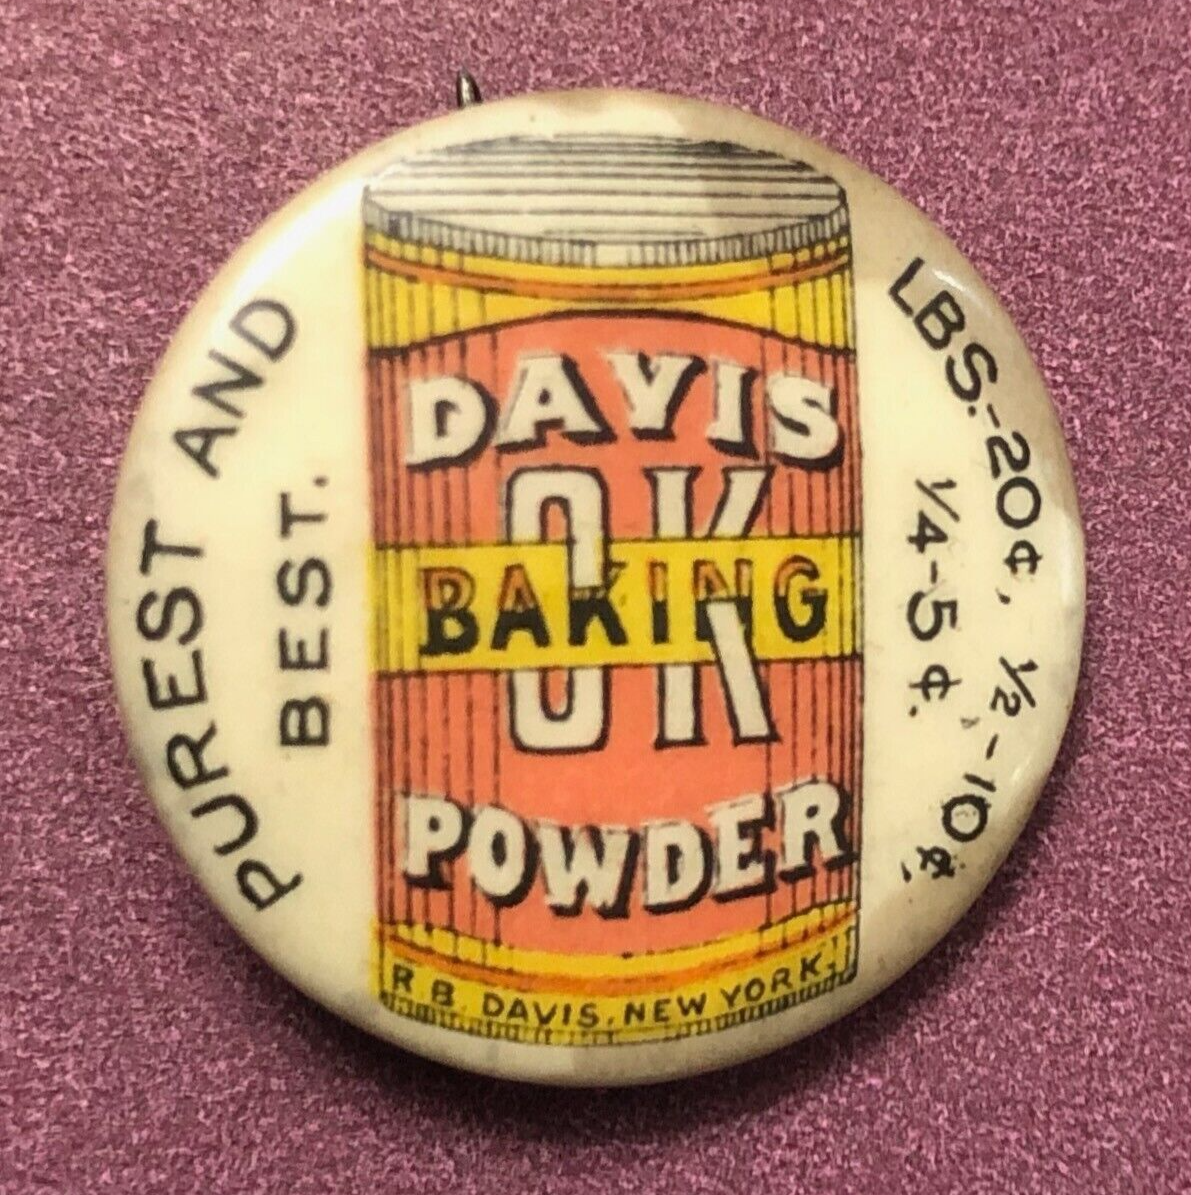 PUREST AND
BEST.
DAVIS
OK
BAKING
POWDER
R B. DAVIS, NEW YORK.
LBS.-20¢, ½-10¢,
¼-5¢.